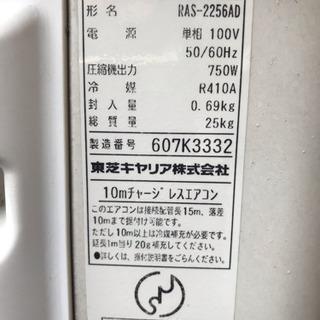 形名 RAS-2256AD
電源 単相 100V
50/60Hz
圧縮機出力 750W
冷媒 R410A
封入量 0.69kg
総質量 25kg
製造番号 607K3332
東芝キヤリア株式会社
10mチャージレスエアコン
このエアコンは接続配管長15m、落差
10mまで据付け可能です。
ただし10m以上は冷媒補充が必要です。
延長1m当り20g補充して下さい。
●詳しくは、据付説明書をごらんください。